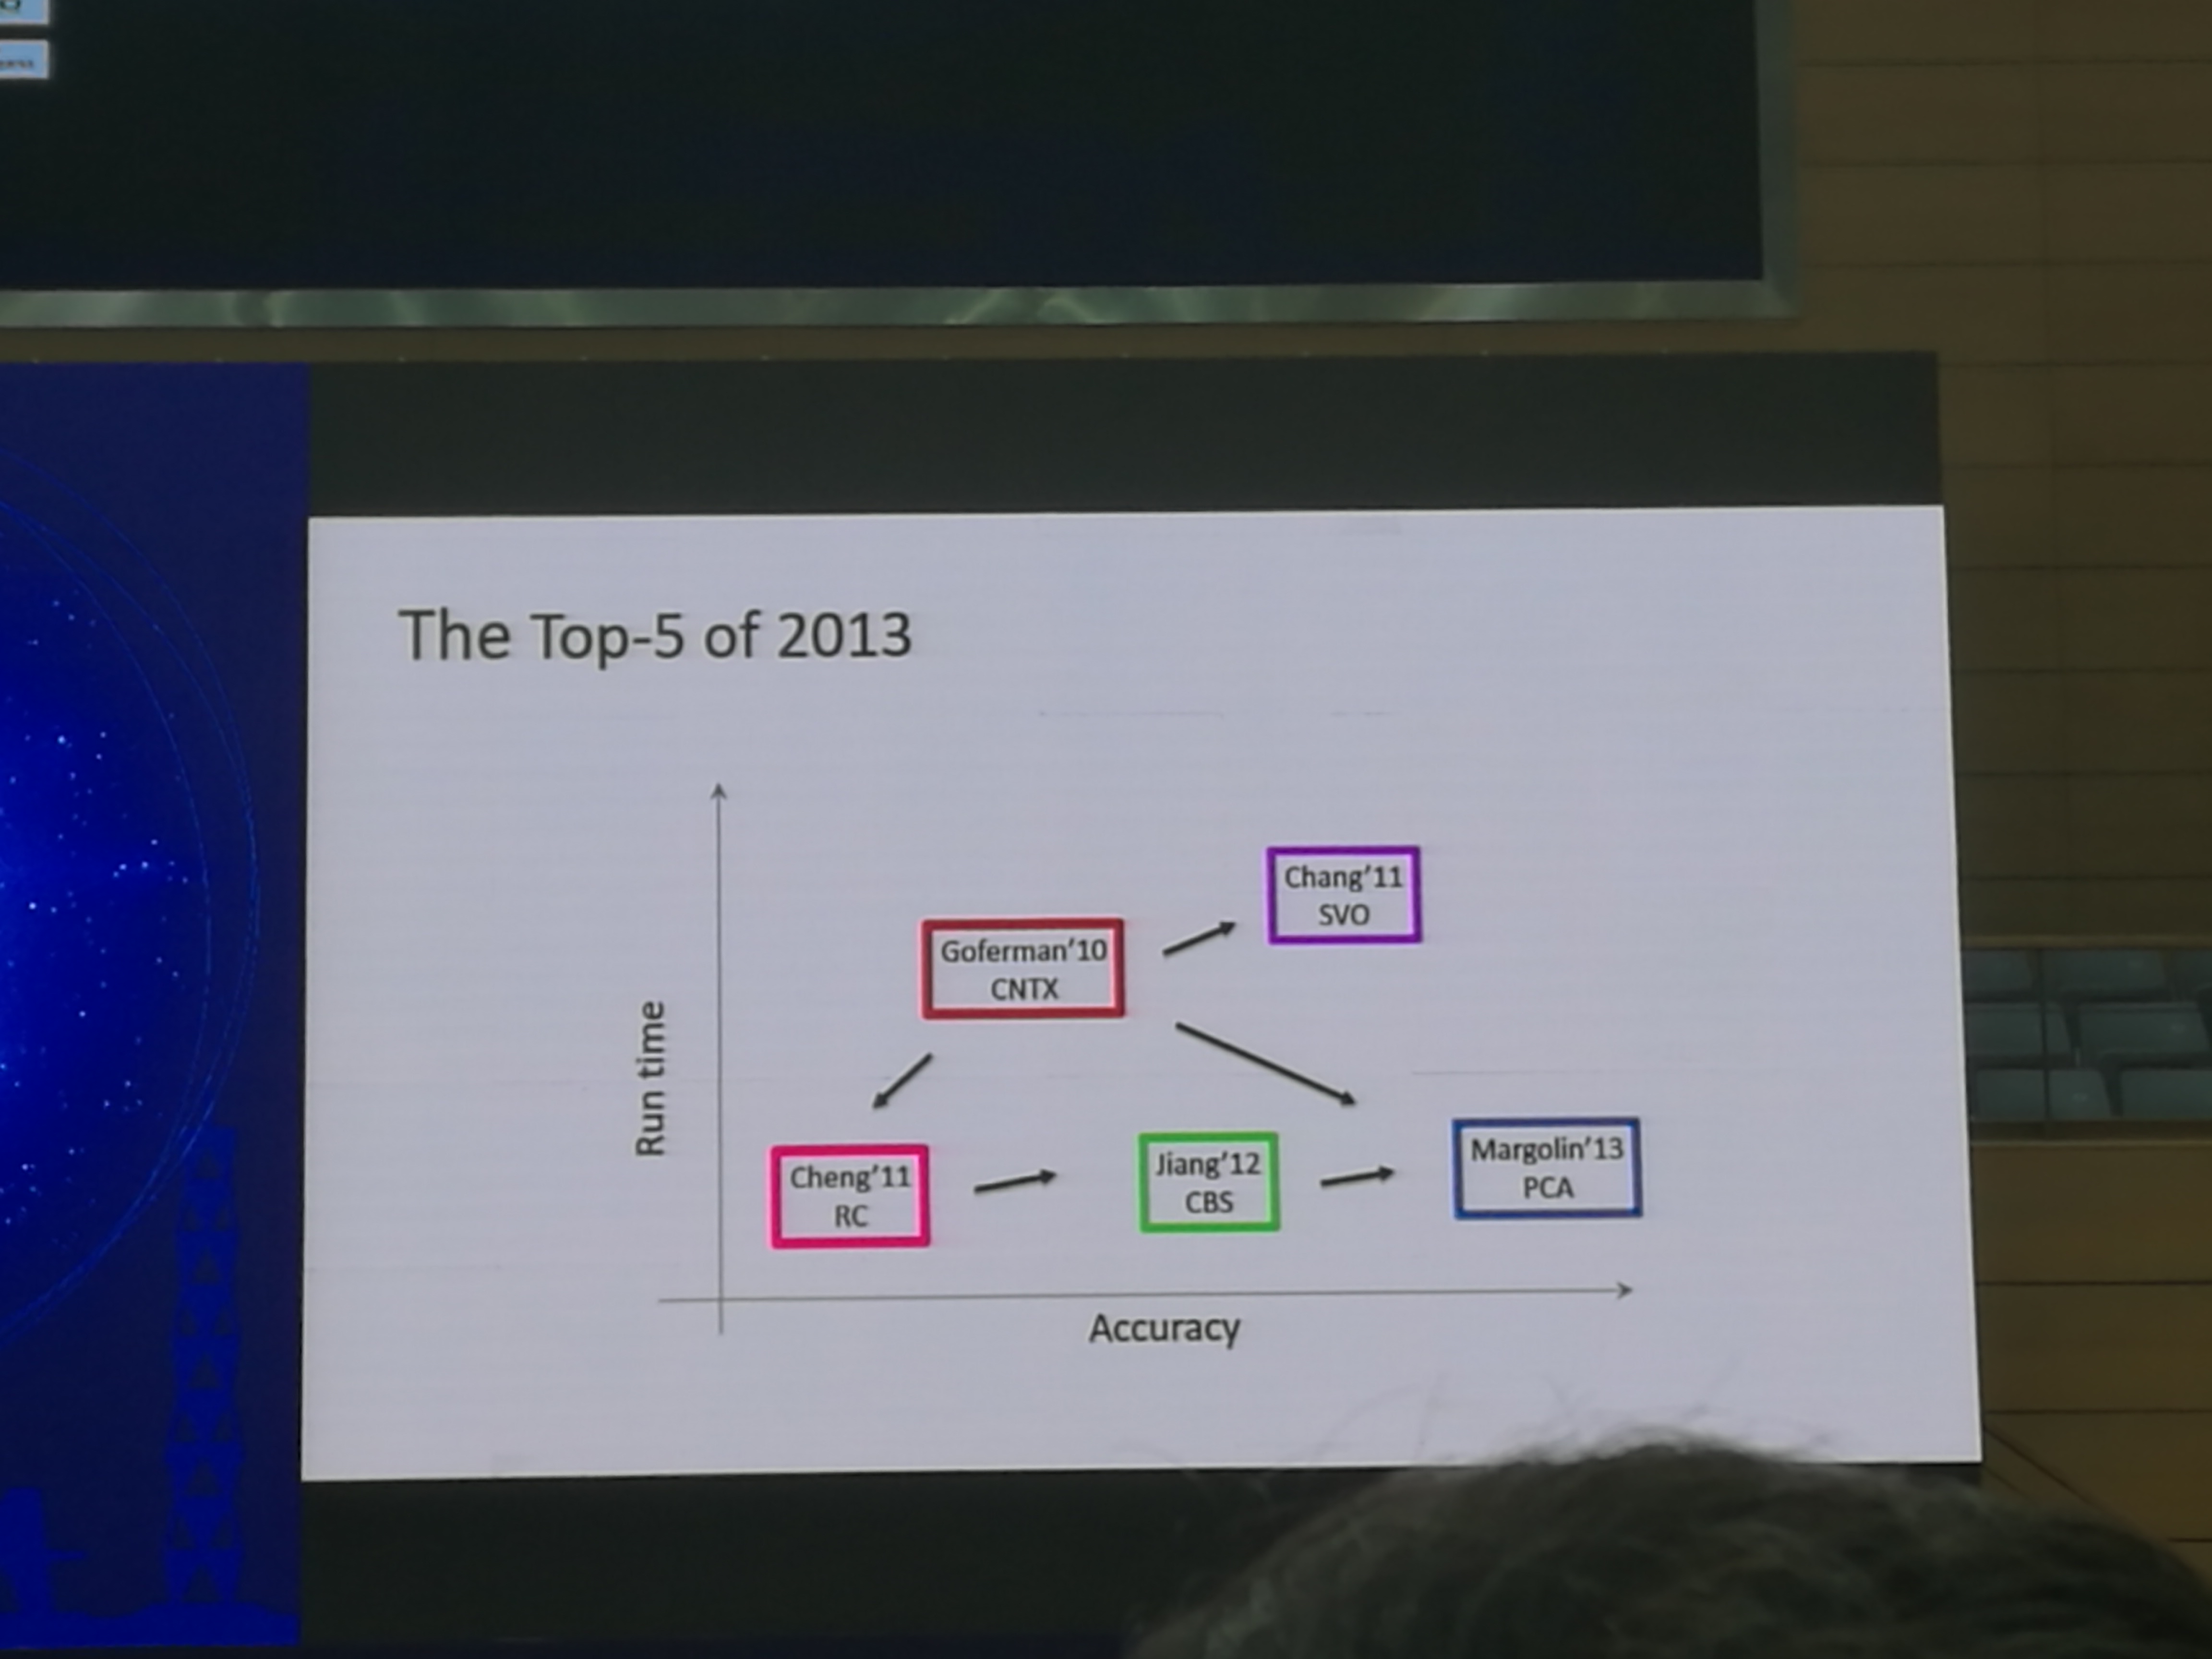 The Top-5 of 2013
Chang'11
SVO
Goferman'10
CNTX
Run time
Cheng'11
RC
Jiang'12
CBS
Margolin'13
PCA
Accuracy